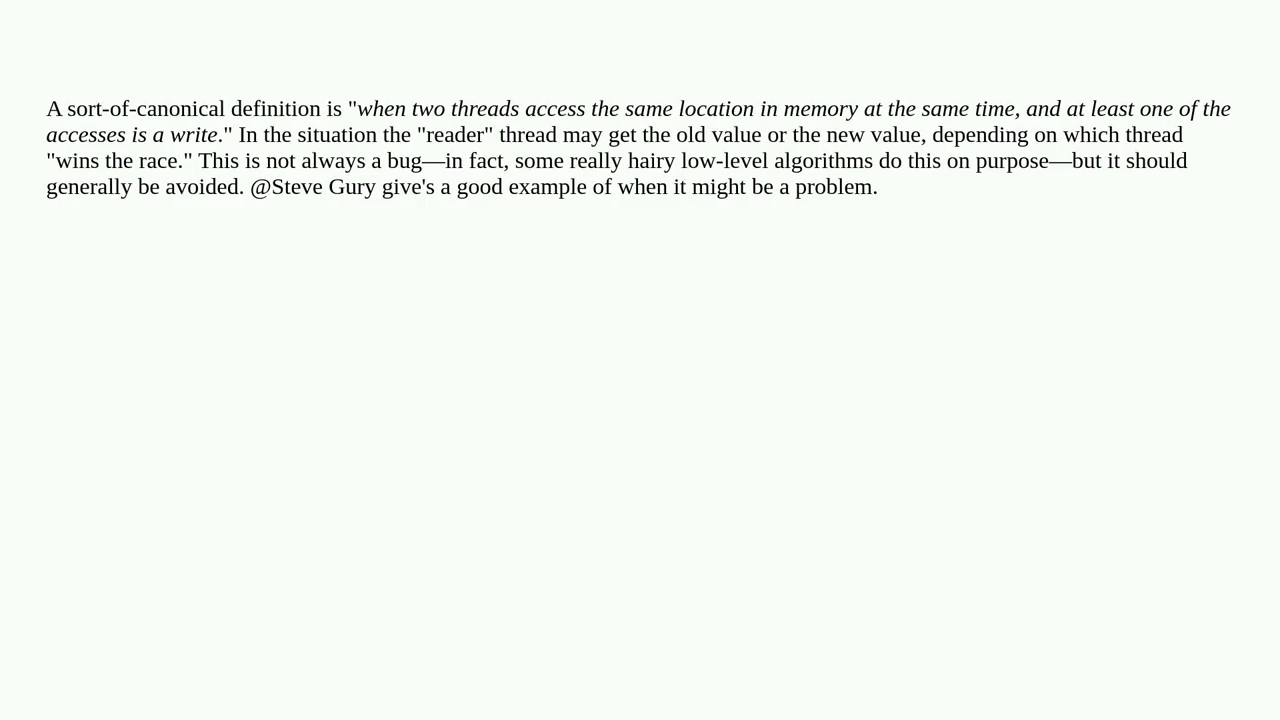 A sort-of-canonical definition is "when two threads access the same location in memory at the same time, and at least one of the
accesses is a write." In the situation the "reader" thread may get the old value or the new value, depending on which thread
"wins the race." This is not always a bug—in fact, some really hairy low-level algorithms do this on purpose—but it should
generally be avoided. @Steve Gury give's a good example of when it might be a problem.